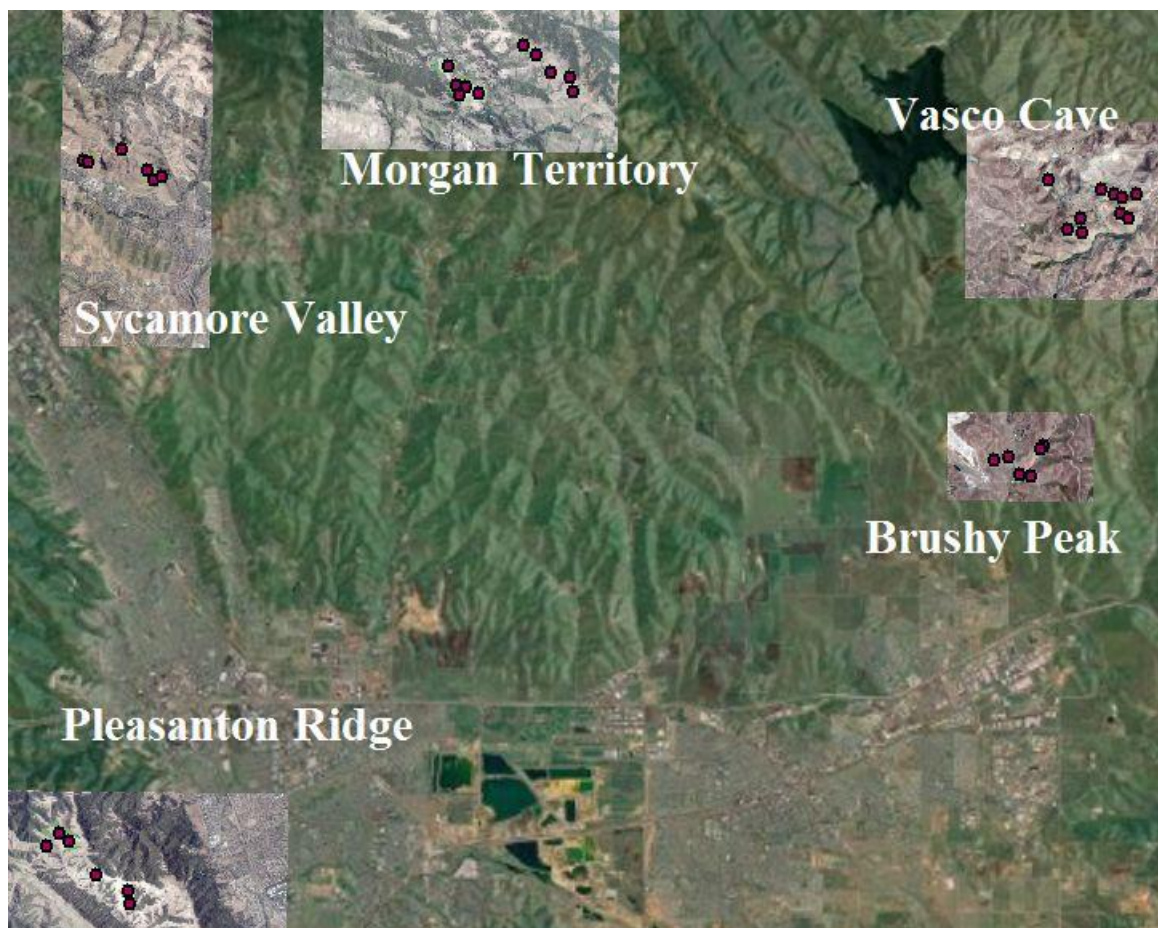 Vasco Cave
Morgan Territory
Sycamore Valley
Brushy Peak
Pleasanton Ridge